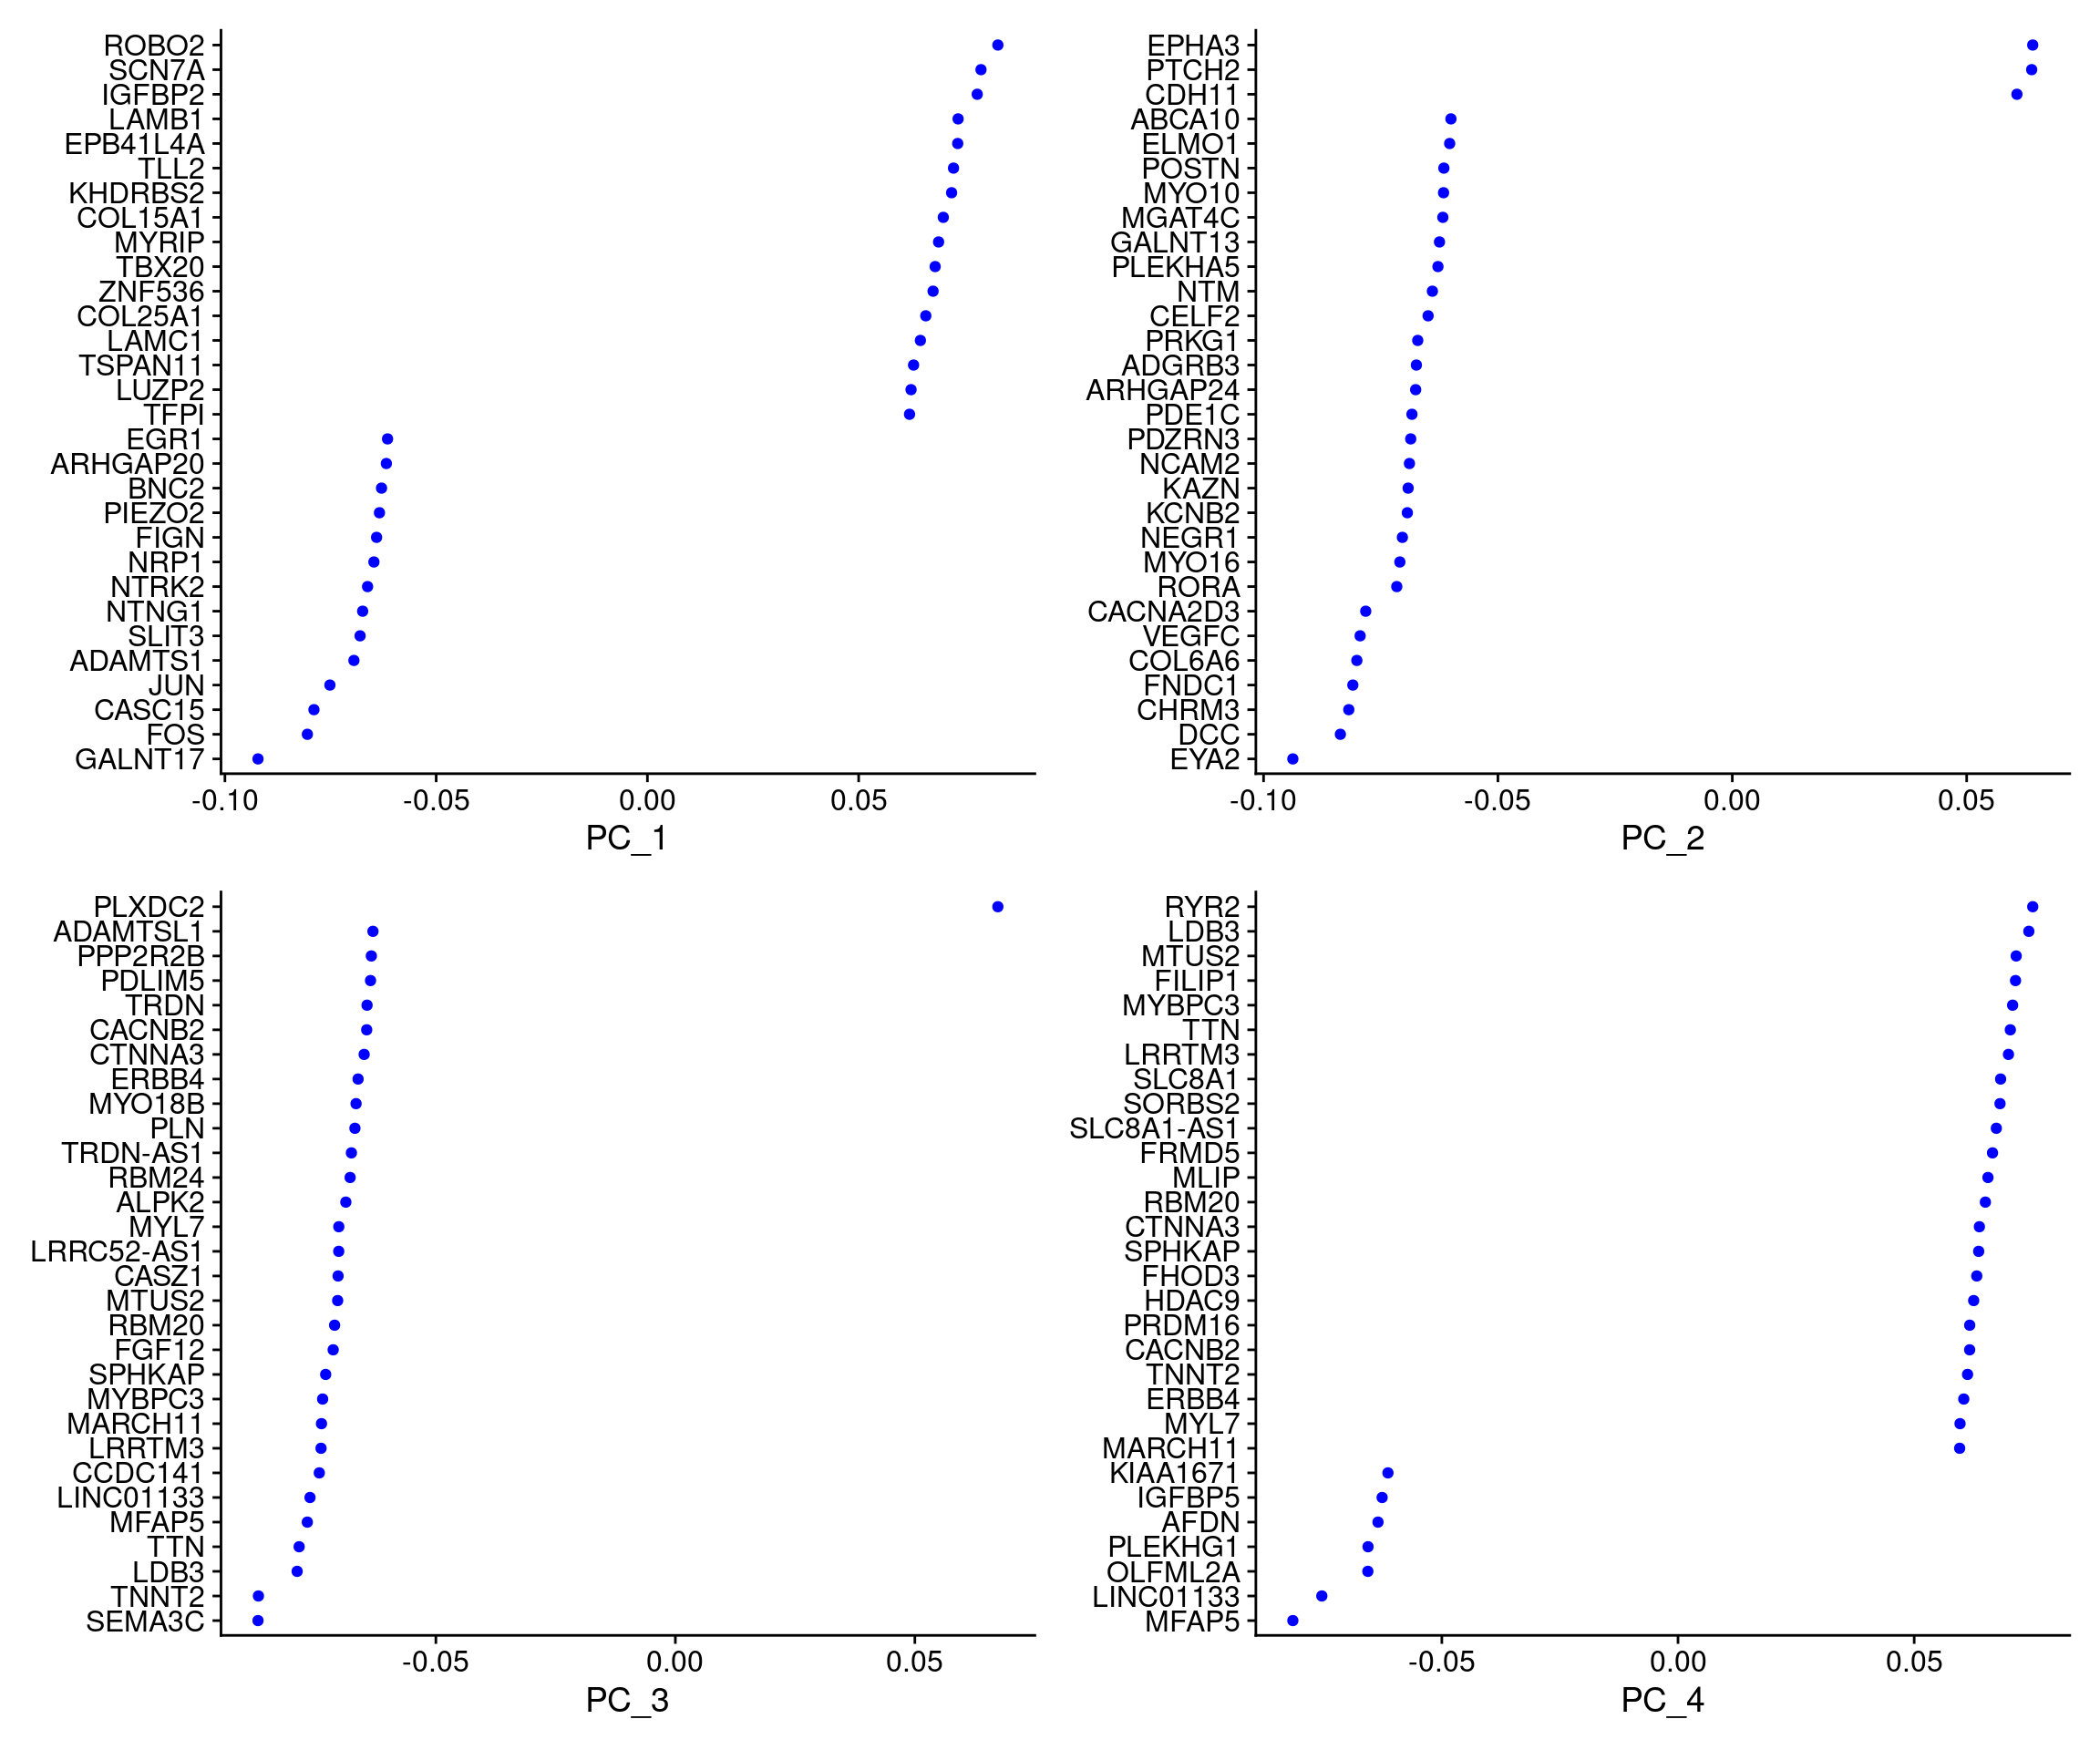 ROBO2
SCN7A
IGFBP2
LAMB1
EPB41L4A
TLL2
KHDRBS2
COL15A1
MYRIP
TBX20
ZNF536
COL25A1
LAMC1
TSPAN11
LUZP2
TFPI
EGR1
ARHGAP20
BNC2
PIEZO2
FIGN
NRP1
NTRK2
NTNG1
SLIT3
ADAMTS1
JUN
CASC15
FOS
GALNT17
-0.10 -0.05 0.00 0.05
PC_1
EPHA3
PTCH2
CDH11
ABCA10
ELMO1
POSTN
MYO10
MGAT4C
GALNT13
PLEKHA5
NTM
CELF2
PRKG1
ADGRB3
ARHGAP24
PDE1C
PDZRN3
NCAM2
KAZN
KCNB2
NEGR1
MYO16
RORA
CACNA2D3
VEGFC
COL6A6
FNDC1
CHRM3
DCC
EYA2
-0.10 -0.05 0.00 0.05
PC_2
PLXDC2
ADAMTSL1
PPP2R2B
PDLIM5
TRDN
CACNB2
CTNNA3
ERBB4
MYO18B
PLN
TRDN-AS1
RBM24
ALPK2
MYL7
LRRC52-AS1
CASZ1
MTUS2
RBM20
FGF12
SPHKAP
MYBPC3
MARCH11
LRRTM3
CCDC141
LINC01133
MFAP5
TTN
LDB3
TNNT2
SEMA3C
-0.05 0.00 0.05
PC_3
RYR2
LDB3
MTUS2
FILIP1
MYBPC3
TTN
LRRTM3
SLC8A1
SORBS2
SLC8A1-AS1
FRMD5
MLIP
RBM20
CTNNA3
SPHKAP
FHOD3
HDAC9
PRDM16
CACNB2
TNNT2
ERBB4
MYL7
MARCH11
KIAA1671
IGFBP5
AFDN
PLEKHG1
OLFML2A
LINC01133
MFAP5
-0.05 0.00 0.05
PC_4